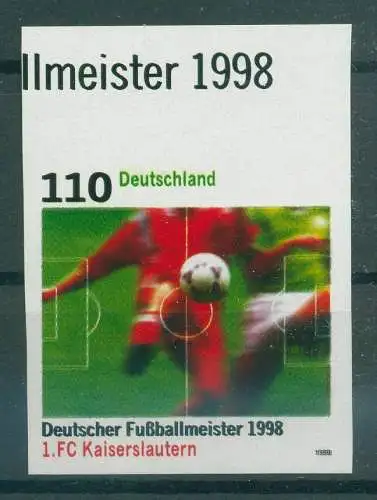 llmeister 1998
110 Deutschland
Deutscher Fußballmeister 1998
1.FC Kaiserslautern
1998